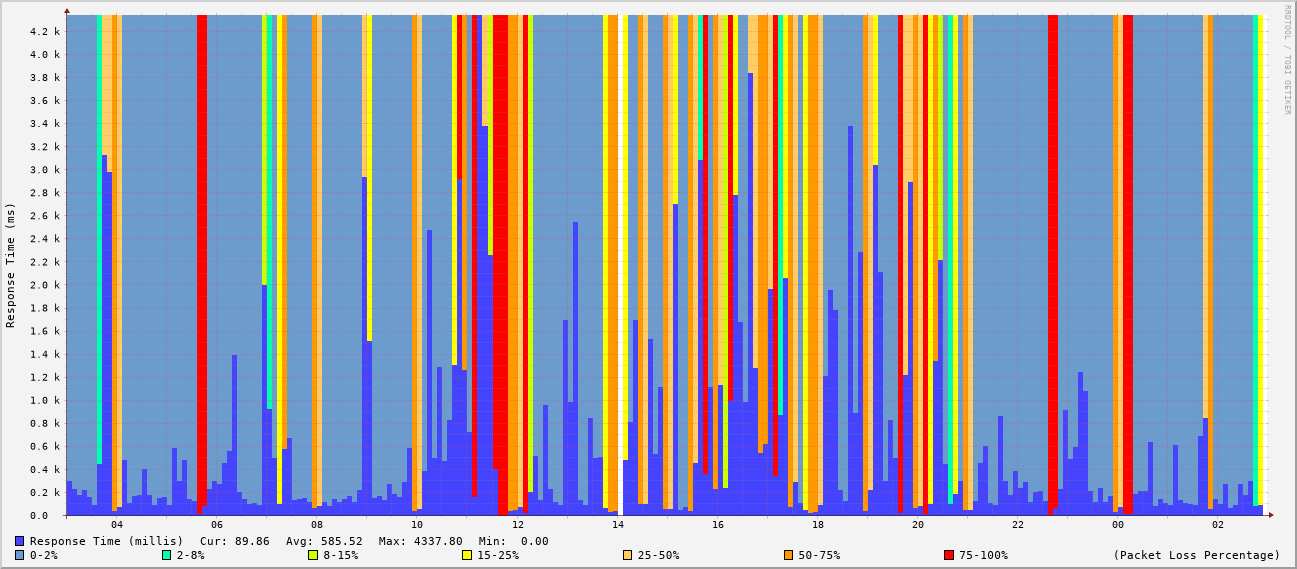 RRDTOOL / TOBI OETIKER
Response Time (ms)
4.2 k
4.0 k
3.8 k
3.6 k
3.4 k
3.2 k
3.0 k
2.8 k
2.6 k
2.4 k
2.2 k
2.0 k
1.8 k
1.6 k
1.4 k
1.2 k
1.0 k
0.8 k
0.6 k
0.4 k
0.2 k
0.0
04 06 08 10 12 14 16 18 20 22 00 02
Response Time (millis) Cur: 89.86 Avg: 585.52 Max: 4337.80 Min: 0.00
0-2% 2-8% 8-15% 15-25% 25-50% 50-75% 75-100% (Packet Loss Percentage)